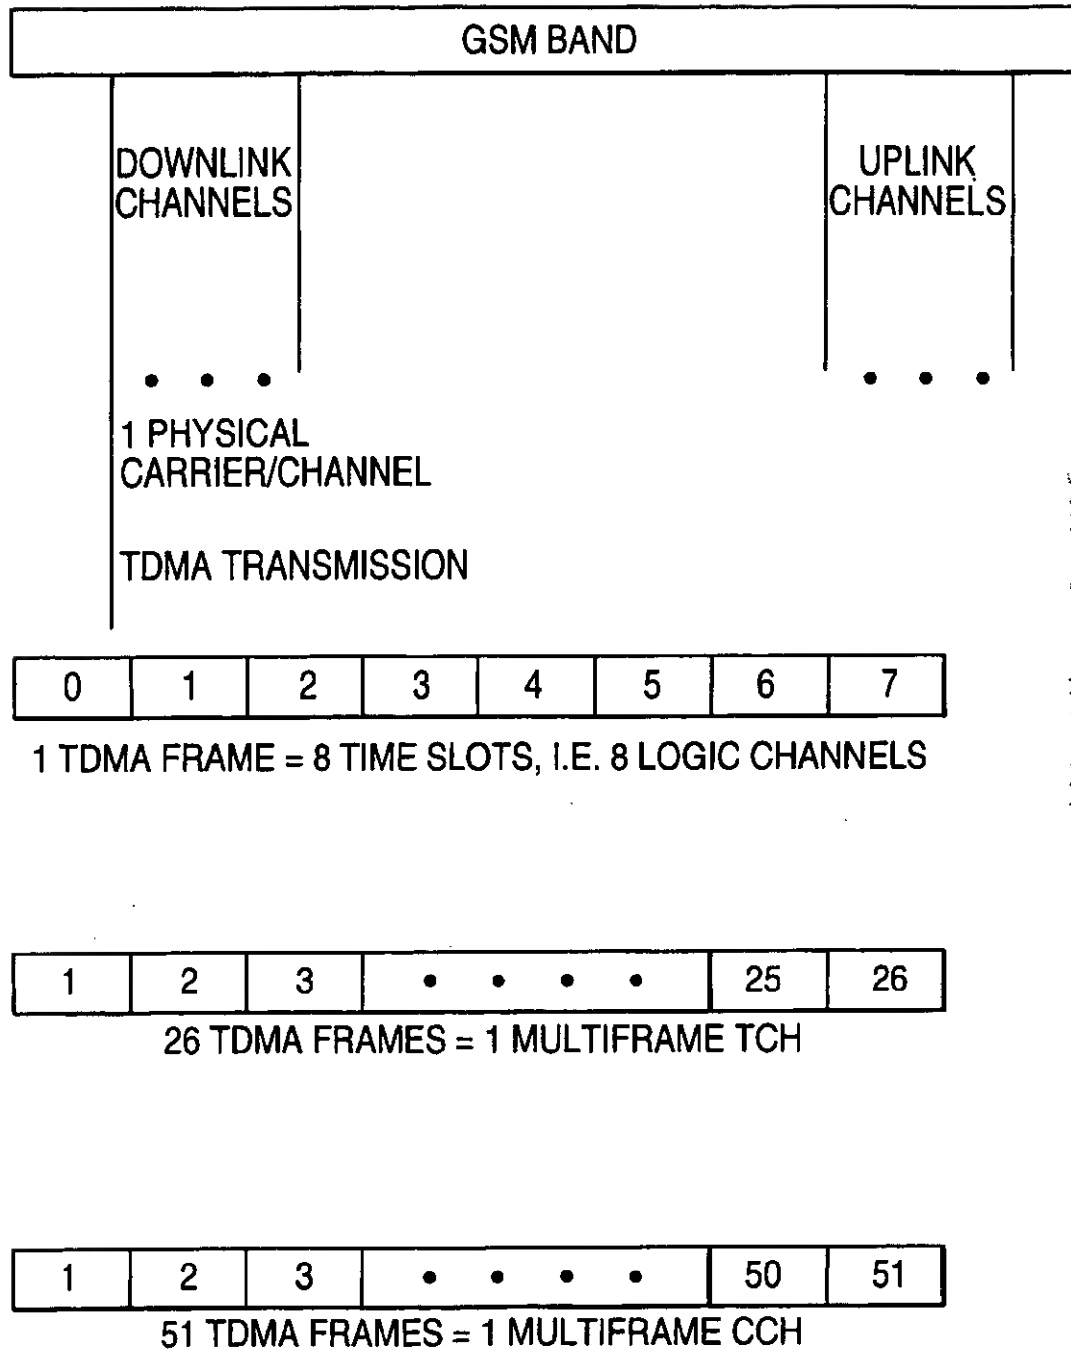 GSM BAND
DOWNLINK
CHANNELS
UPLINK
CHANNELS
1 PHYSICAL
CARRIER/CHANNEL
TDMA TRANSMISSION
0 1 2 3 4 5 6 7
1 TDMA FRAME = 8 TIME SLOTS, I.E. 8 LOGIC CHANNELS
1 2 3 • • • • 25 26
26 TDMA FRAMES = 1 MULTIFRAME TCH
1 2 3 • • • • 50 51
51 TDMA FRAMES = 1 MULTIFRAME CCH